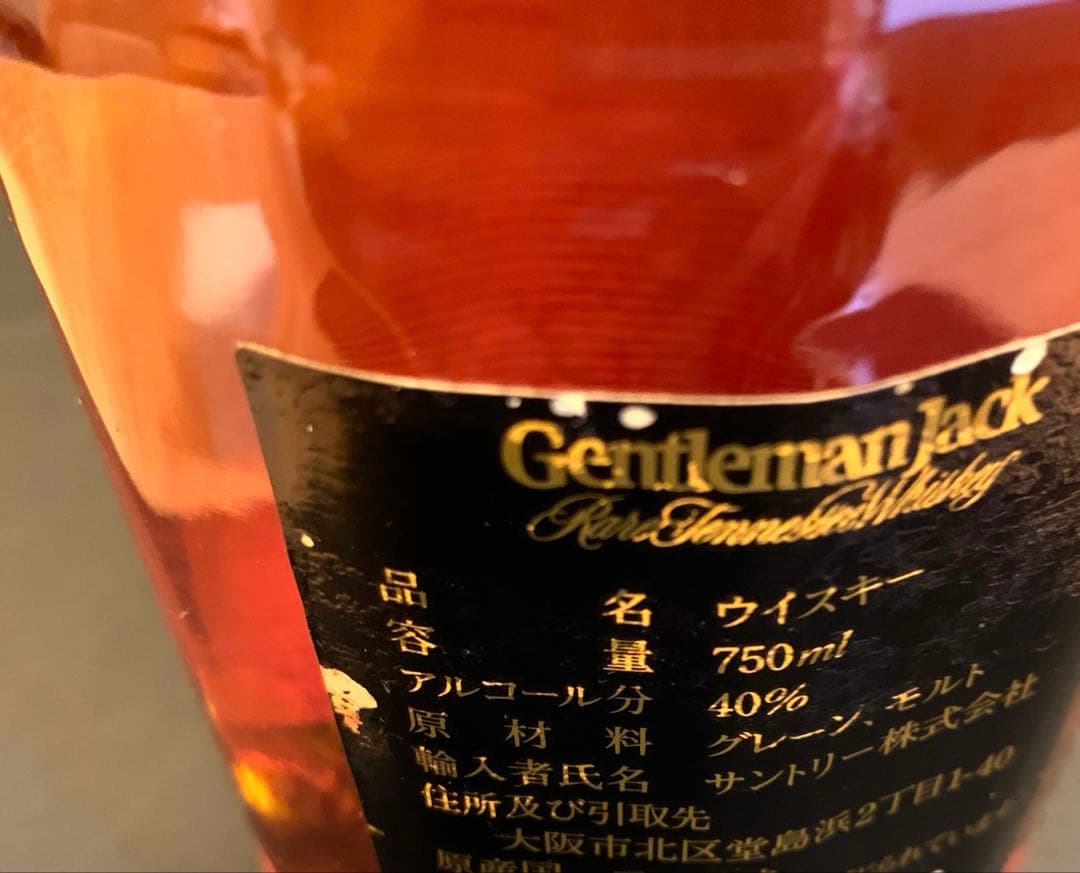 Gentleman Jack
Rare Tennessee Whiskey
品名 ウイスキー
容量 750ml
アルコール分 40%
原材料 グレーン、モルト
輸入者氏名 サントリー株式会社
住所及び引取先
大阪市北区堂島浜2丁目1-40
原産国